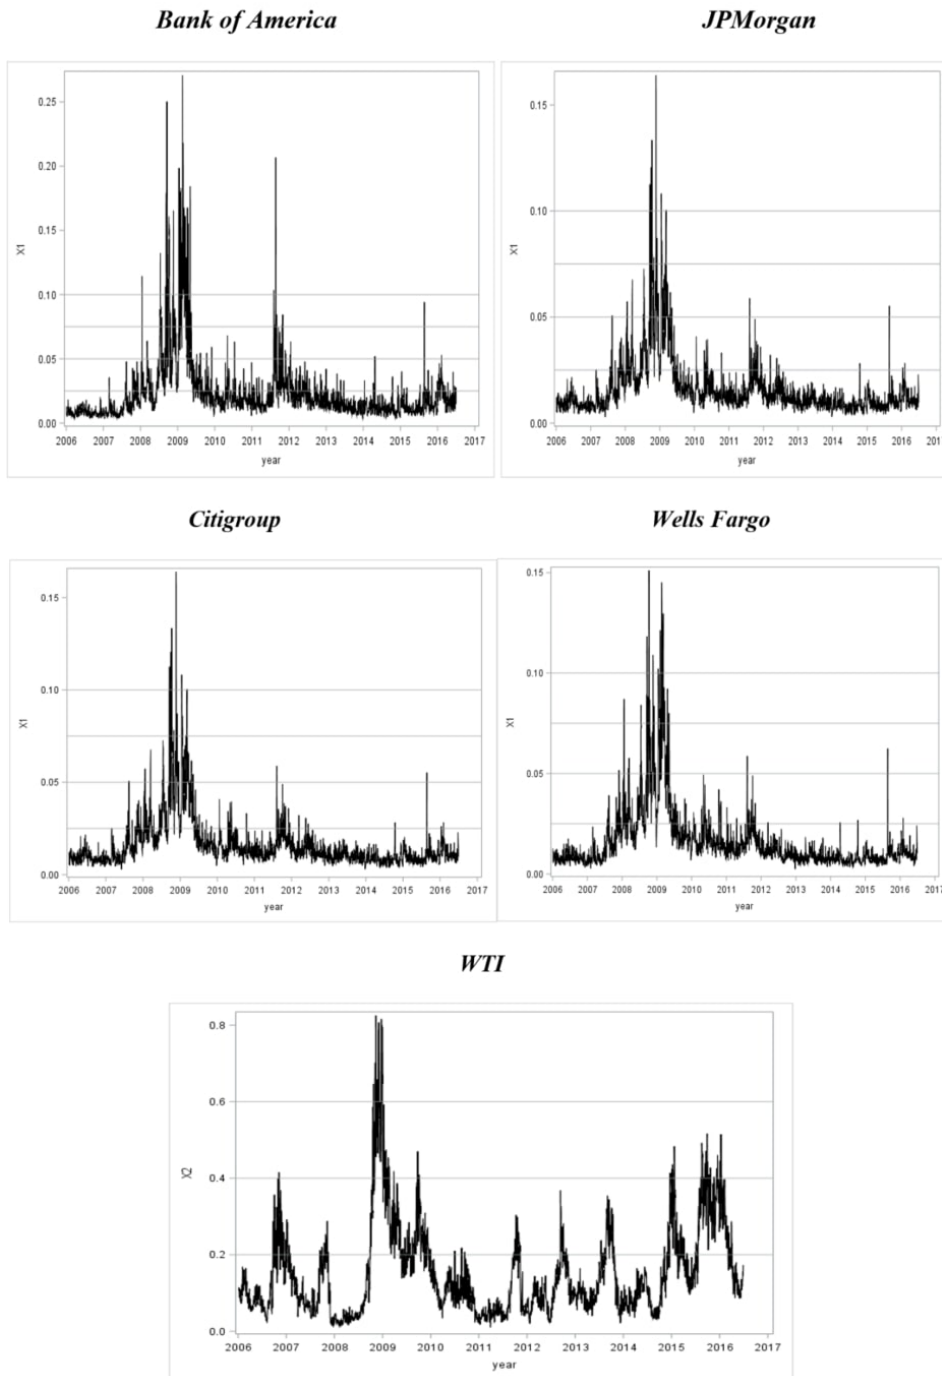 Bank of America
JPMorgan
0.25
0.20
0.15
0.10
0.05
0.00
X1
2006 2007 2008 2009 2010 2011 2012 2013 2014 2015 2016 2017
year
0.15
0.10
0.05
0.00
X1
2006 2007 2008 2009 2010 2011 2012 2013 2014 2015 2016 201
year
Citigroup
Wells Fargo
0.15
0.10
0.05
0.00
X1
2006 2007 2008 2009 2010 2011 2012 2013 2014 2015 2016 2017
year
0.15
0.10
0.05
0.00
X1
2006 2007 2008 2009 2010 2011 2012 2013 2014 2015 2016 2017
year
WTI
0.8
0.6
0.4
0.2
0.0
X2
2006 2007 2008 2009 2010 2011 2012 2013 2014 2015 2016 2017
year